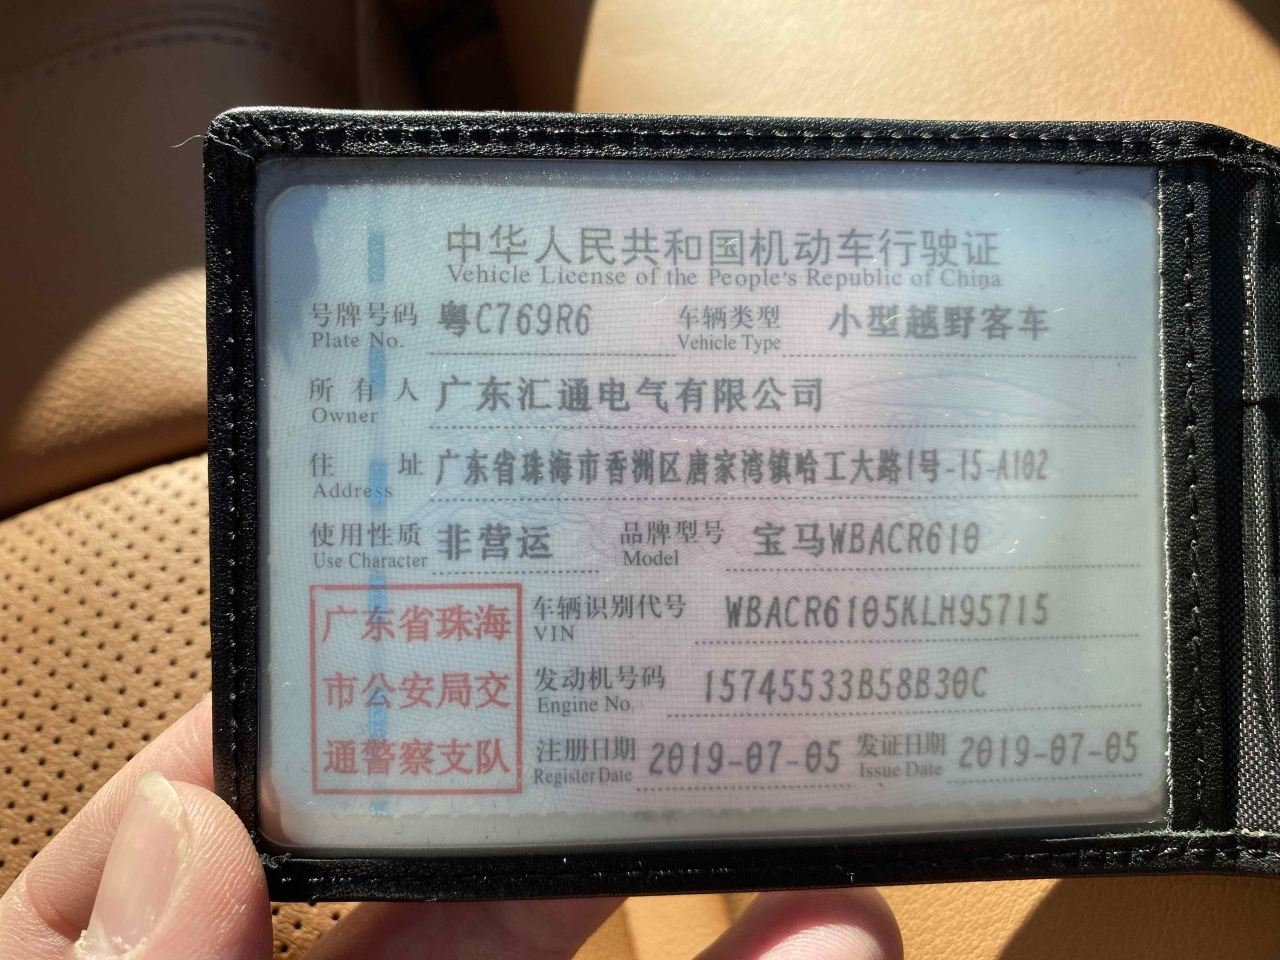 中华人民共和国机动车行驶证
Vehicle License of the People's Republic of China
号牌号码 粤C769R6 车辆类型 小型越野客车
Plate No. Vehicle Type
所有人 广东汇通电气有限公司
Owner
住址 广东省珠海市香洲区唐家湾镇哈工大路1号-15-A102
Address
使用性质 非营运 品牌型号 宝马WBACR610
Use Character Model
广东省珠海
市公安局交
通警察支队
车辆识别代号 WBACR6105KLH95715
VIN
发动机号码 15745533B58B30C
Engine No.
注册日期 2019-07-05 发证日期 2019-07-05
Register Date Issue Date